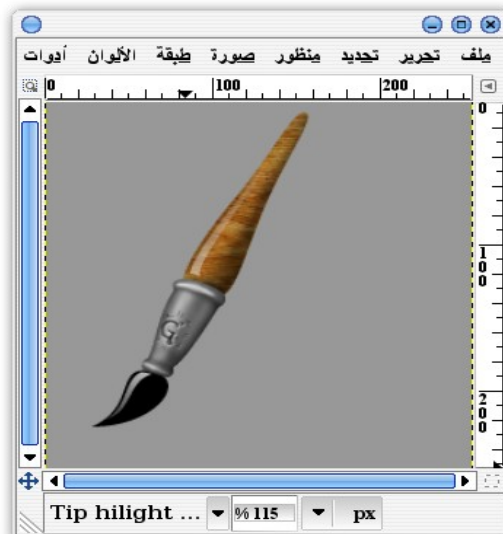 ملف تحرير تحديد منظور صورة طبقة الألوان أدوات
0 100 200
0
100
200
Tip hilight ... % 115 px